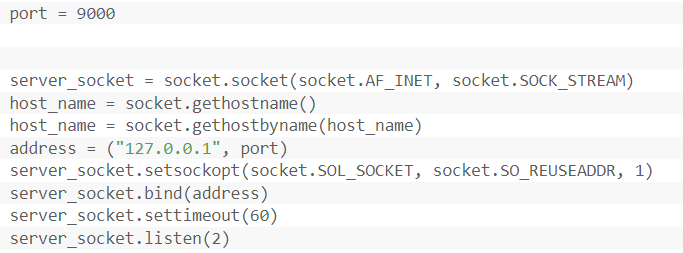 port = 9000
server_socket = socket.socket(socket.AF_INET, socket.SOCK_STREAM)
host_name = socket.gethostname()
host_name = socket.gethostbyname(host_name)
address = ("127.0.0.1", port)
server_socket.setsockopt(socket.SOL_SOCKET, socket.SO_REUSEADDR, 1)
server_socket.bind(address)
server_socket.settimeout(60)
server_socket.listen(2)